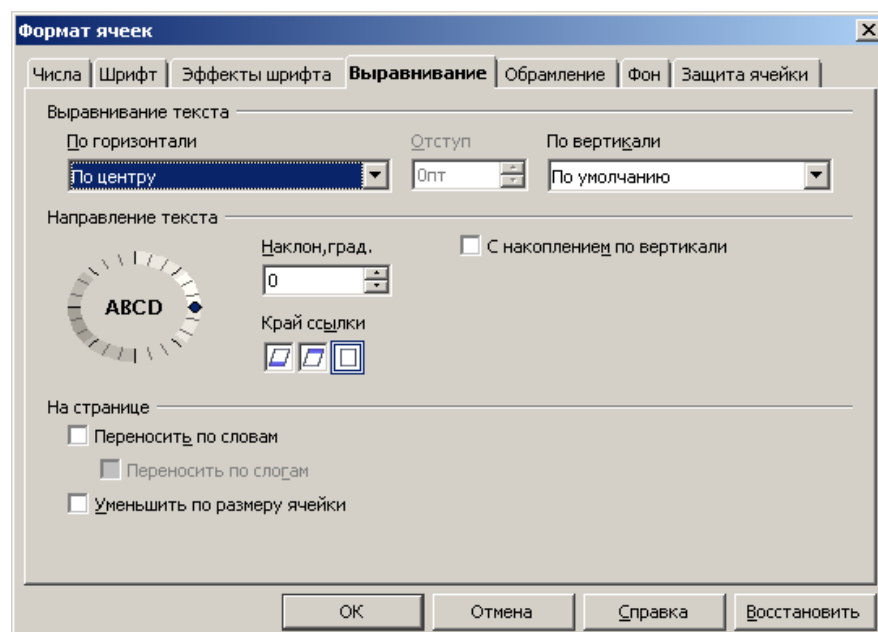 Формат ячеек
Числа Шрифт Эффекты шрифта Выравнивание Обрамление Фон Защита ячейки
Выравнивание текста
По горизонтали Отступ По вертикали
По центру 0пт По умолчанию
Направление текста
Наклон,град. С накоплением по вертикали
ABCD 0
Край ссылки
На странице
Переносить по словам
Переносить по слогам
Уменьшить по размеру ячейки
OK Отмена Справка Восстановить